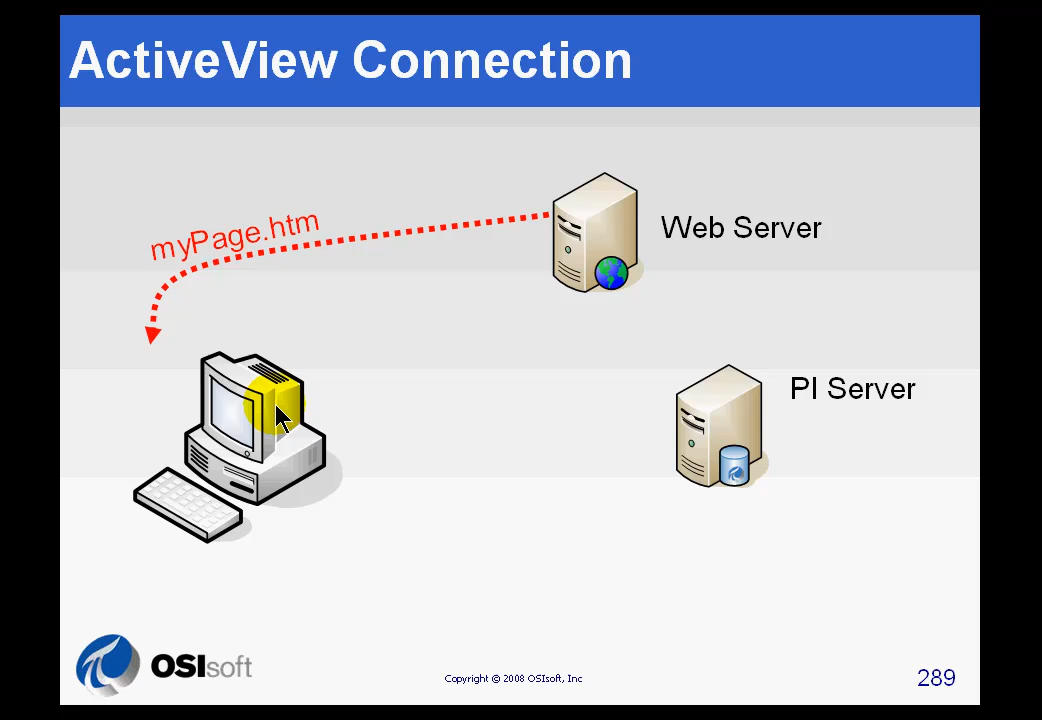 ActiveView Connection
myPage.htm
Web Server
PI Server
OSIsoft
Copyright © 2008 OSIsoft, Inc
289